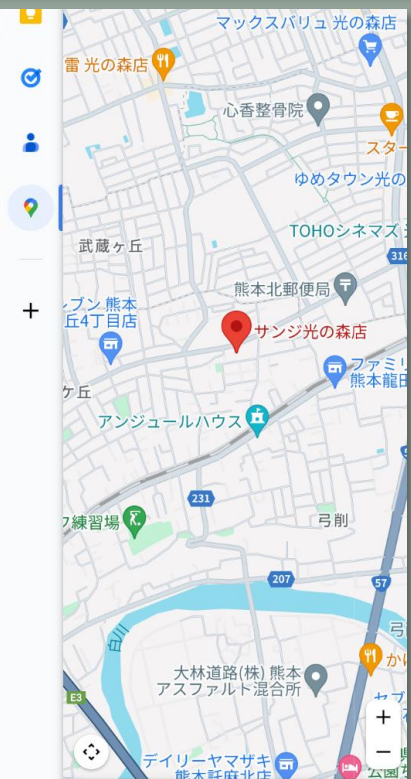 マックスバリュ 光の森店
雷 光の森店
心香整骨院
スター
ゆめタウン光の
TOHOシネマズ
316
武蔵ヶ丘
熊本北郵便局
ブン 熊本
丘4丁目店
サンジ光の森店
ファミリ
熊本龍田
ケ丘
アンジュールハウス
231
練習場
弓削
207
57
白川
弓
大林道路(株) 熊本
アスファルト混合所
かい
セブ
E3
デイリーヤマザキ
熊本託麻北店
公園